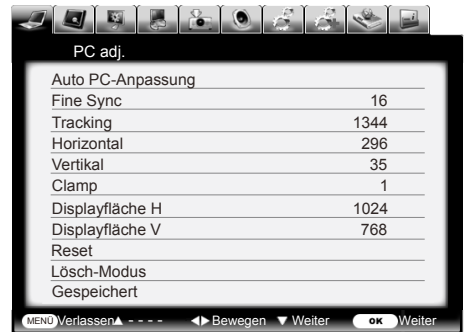 PC adj.
Auto PC-Anpassung
Fine Sync 16
Tracking 1344
Horizontal 296
Vertikal 35
Clamp 1
Displayfläche H 1024
Displayfläche V 768
Reset
Lösch-Modus
Gespeichert
MENÜ Verlassen ▲ - - - - ◀▶ Bewegen ▼ Weiter OK Weiter